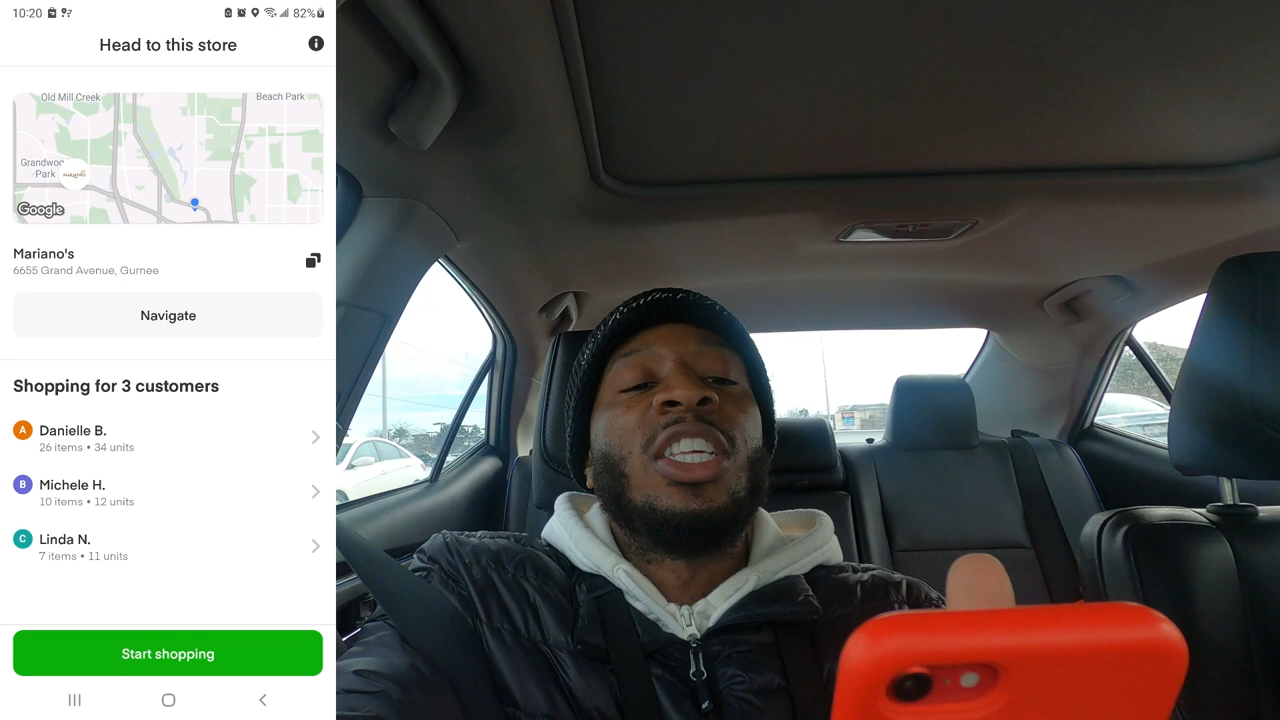 10:20
82%
Head to this store
Old Mill Creek
Beach Park
Grandwo
Park
Google
Mariano's
6655 Grand Avenue, Gurnee
Navigate
Shopping for 3 customers
A Danielle B.
26 items • 34 units
B Michele H.
10 items • 12 units
C Linda N.
7 items • 11 units
Start shopping